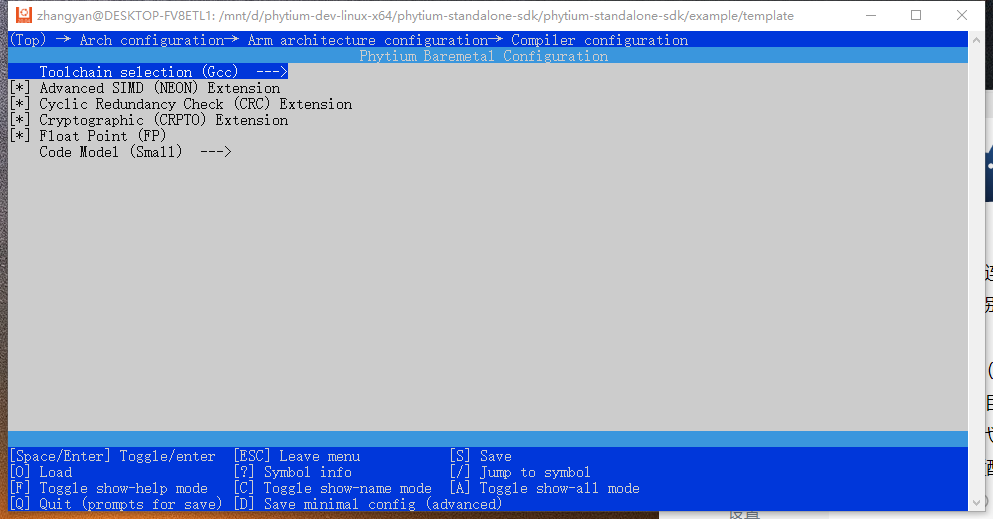 zhangyan@DESKTOP-FV8ETL1: /mnt/d/phytium-dev-linux-x64/phytium-standalone-sdk/phytium-standalone-sdk/example/template
(Top) → Arch configuration→ Arm architecture configuration→ Compiler configuration
Phytium Baremetal Configuration
Toolchain selection (Gcc) --->
[*] Advanced SIMD (NEON) Extension
[*] Cyclic Redundancy Check (CRC) Extension
[*] Cryptographic (CRPTO) Extension
[*] Float Point (FP)
Code Model (Small) --->
[Space/Enter] Toggle/enter [ESC] Leave menu [S] Save
[O] Load [?] Symbol info [/] Jump to symbol
[F] Toggle show-help mode [C] Toggle show-name mode [A] Toggle show-all mode
[Q] Quit (prompts for save) [D] Save minimal config (advanced)